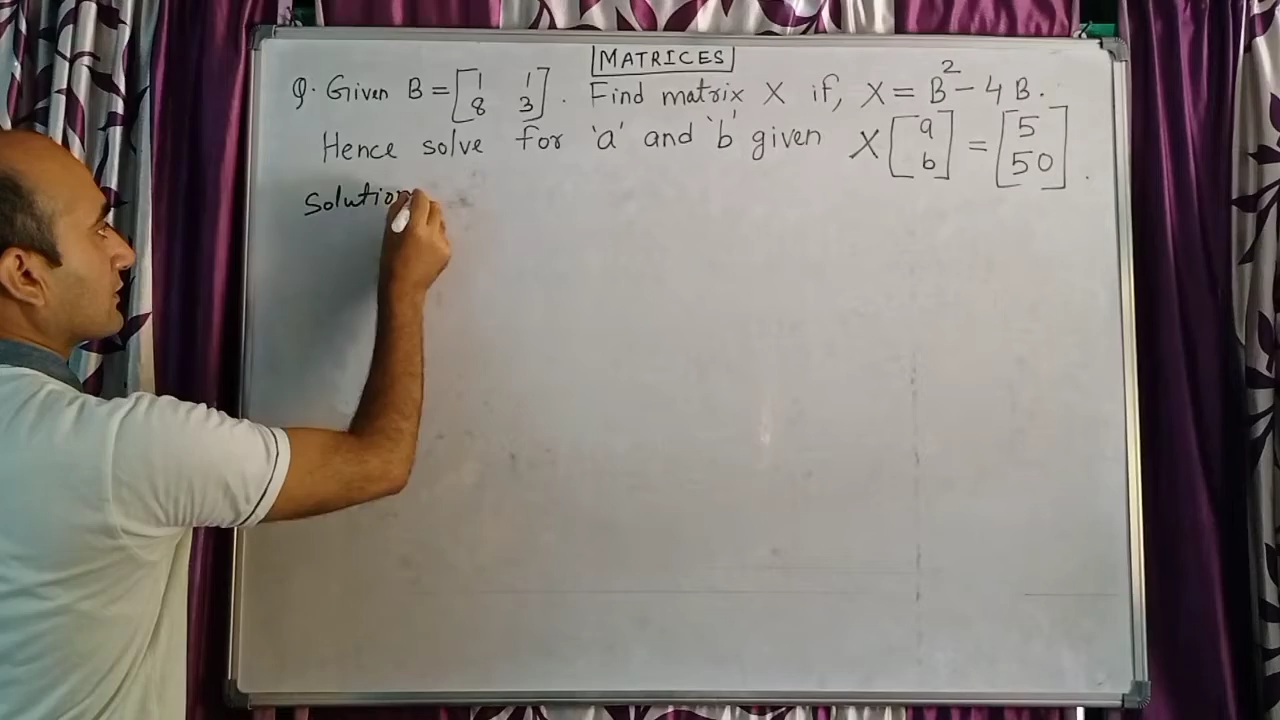 MATRICES
Q. Given B = [1 1 8 3]. Find matrix X if, X = B² - 4B.
Hence solve for 'a' and 'b' given X [a b] = [5 50].
Solution